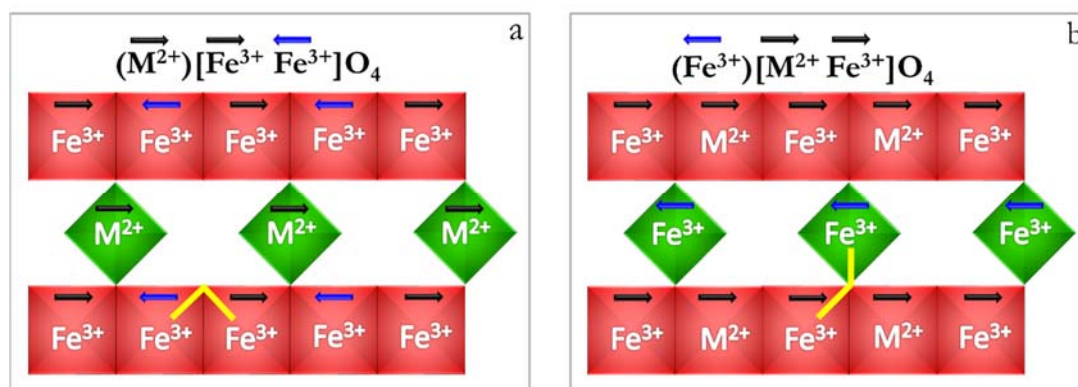 a
(M²⁺)[Fe³⁺ Fe³⁺]O₄
Fe³⁺ Fe³⁺ Fe³⁺ Fe³⁺ Fe³⁺
M²⁺ M²⁺ M²⁺
Fe³⁺ Fe³⁺ Fe³⁺ Fe³⁺ Fe³⁺
b
(Fe³⁺)[M²⁺ Fe³⁺]O₄
Fe³⁺ M²⁺ Fe³⁺ M²⁺ Fe³⁺
Fe³⁺ Fe³⁺ Fe³⁺
Fe³⁺ M²⁺ Fe³⁺ M²⁺ Fe³⁺